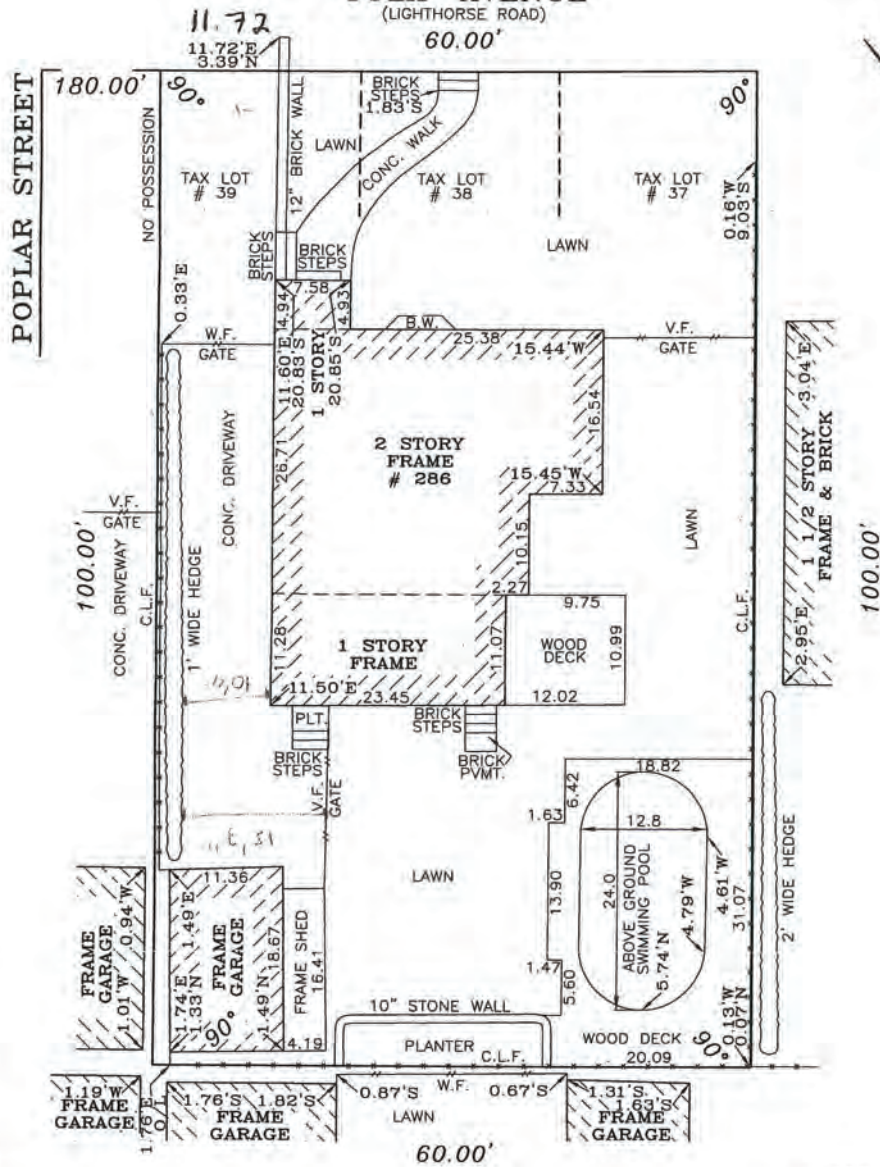 (LIGHTHORSE ROAD)
60.00'
11.72
11.72'E
3.39'N
180.00'
90°
90°
POPLAR STREET
NO POSSESSION
12" BRICK WALL
BRICK
STEPS
1.83'S
LAWN
CONC. WALK
TAX LOT
# 39
TAX LOT
# 38
TAX LOT
# 37
0.16'W
9.03'S
LAWN
BRICK
STEPS
BRICK
STEPS
7.58
4.94
4.93
0.33'E
W.F.
GATE
B.W.
25.38
15.44'W
V.F.
GATE
11.60'E
20.83'S
1 STORY
20.85'S
16.54
3.04'E
1 1/2 STORY
FRAME & BRICK
2.95'E
2 STORY
FRAME
# 286
26.71
15.45'W
7.33
CONC. DRIVEWAY
V.F.
GATE
CONC. DRIVEWAY
C.L.F.
1' WIDE HEDGE
100.00'
100.00'
10.15
LAWN
C.L.F.
2.27
9.75
11.28
1 STORY
FRAME
11.07
WOOD
DECK
10.99
11.50'E
23.45
12.02
PLT.
BRICK
STEPS
BRICK
STEPS
BRICK
PVMT.
V.F.
GATE
18.82
6.42
1.63
12.8
24.0
ABOVE GROUND
SWIMMING POOL
4.79'W
4.61'W
5.74'N
31.07
2' WIDE HEDGE
LAWN
13.90
1.47
5.60
11.36
0.94'W
FRAME
GARAGE
1.01'W
1.49'E
1.74'E
1.33'N
FRAME
GARAGE
18.67
1.49'N
90°
FRAME SHED
16.41
4.19
10" STONE WALL
PLANTER
C.L.F.
WOOD DECK
20.09
90°
0.13'W
0.07'N
W.F.
1.19'W
FRAME
GARAGE
1.76'E
1.76'S
1.82'S
FRAME
GARAGE
0.87'S
0.67'S
LAWN
1.31'S
1.63'S
FRAME
GARAGE
60.00'